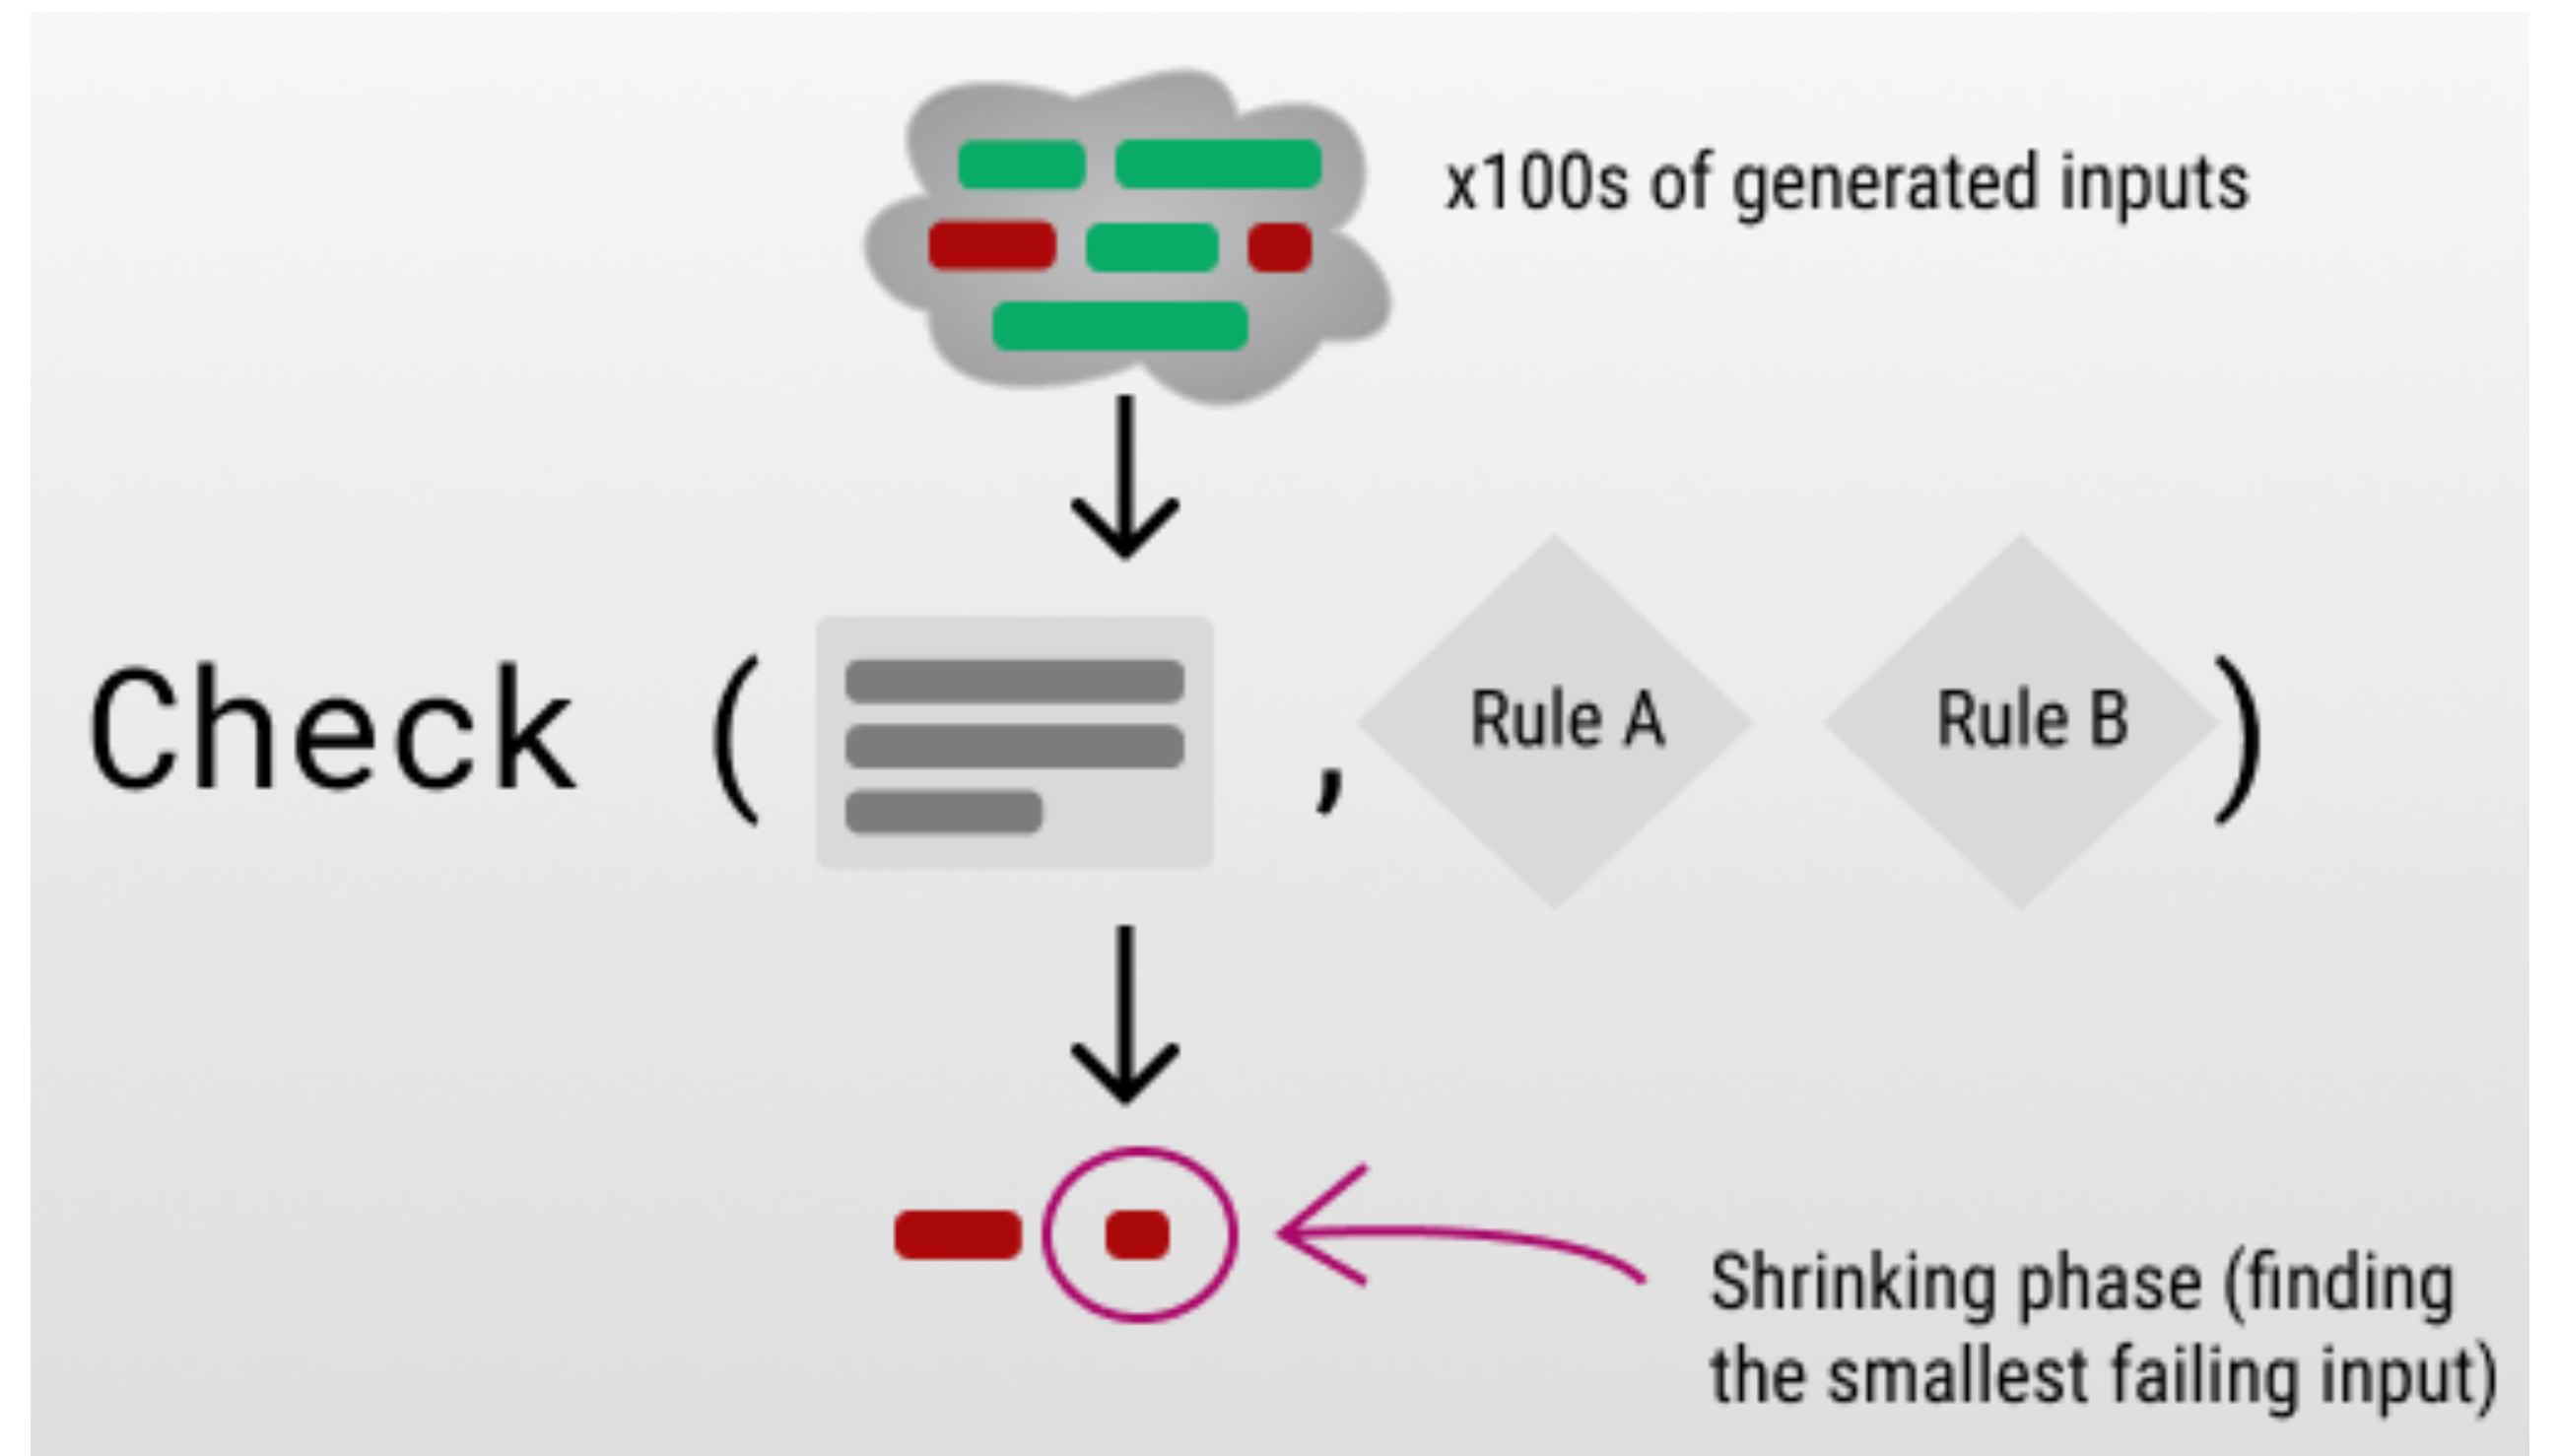 x100s of generated inputs
Check ( , Rule A Rule B )
Shrinking phase (finding
the smallest failing input)